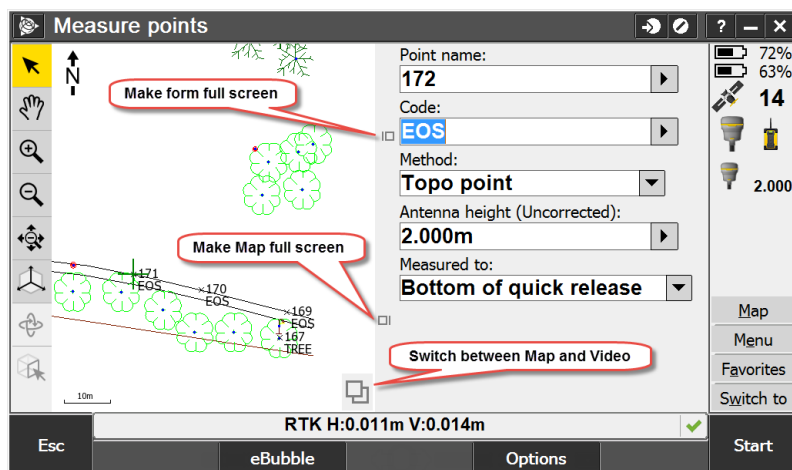 Measure points
?
N
Make form full screen
Make Map full screen
Switch between Map and Video
171
EOS
170
EOS
169
EOS
167
TREE
10m
Point name:
172
Code:
EOS
Method:
Topo point
Antenna height (Uncorrected):
2.000m
Measured to:
Bottom of quick release
72%
63%
14
2.000
Map
Menu
Favorites
Switch to
RTK H:0.011m V:0.014m
Esc
eBubble
Options
Start